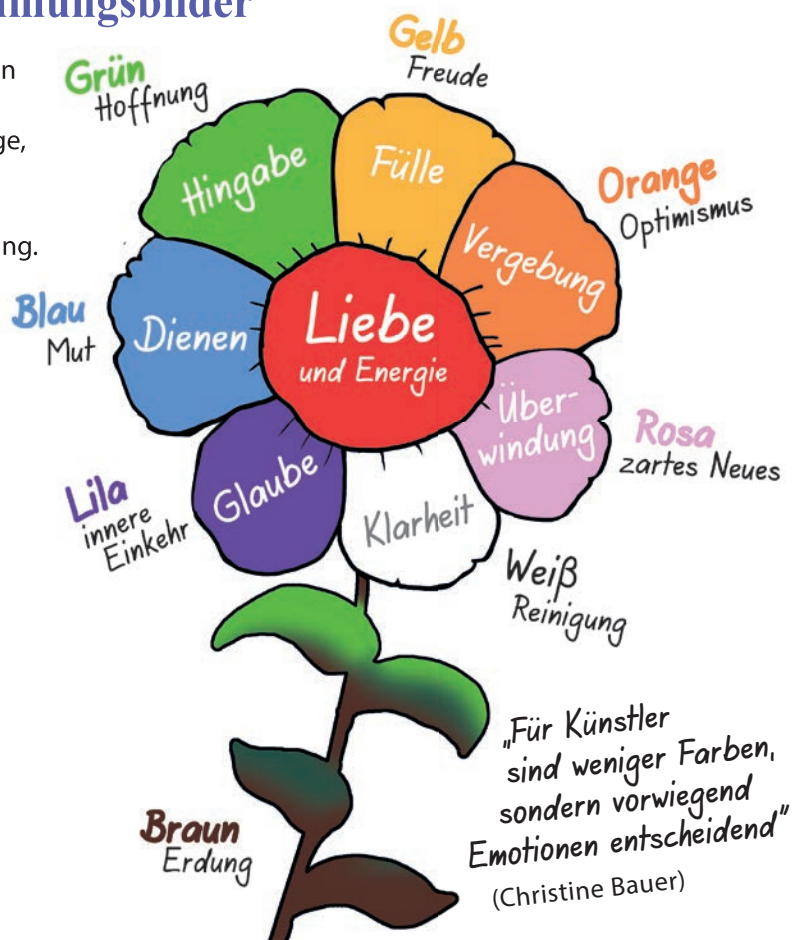 Gelb
Freude
Grün
Hoffnung
Hingabe
Fülle
Orange
Optimismus
Vergebung
Blau
Mut
Dienen
Liebe
und Energie
Über-
windung
Rosa
zartes Neues
Lila
innere
Einkehr
Glaube
Klarheit
Weiß
Reinigung
„Für Künstler
sind weniger Farben,
sondern vorwiegend
Emotionen entscheidend“
(Christine Bauer)
Braun
Erdung